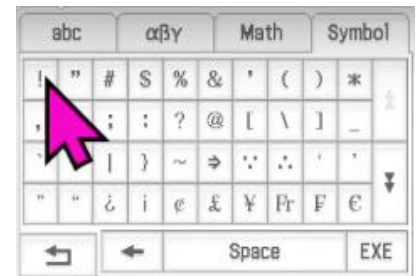 abc αβγ Math Symbol
! " # $ % & ' ( ) *
, ; : ? @ [ \ ] _
` | } ~ ⇒ ∵ ∴ ' '
" “ ¿ ¡ ¢ £ ¥ Fr ₣ €
Space EXE